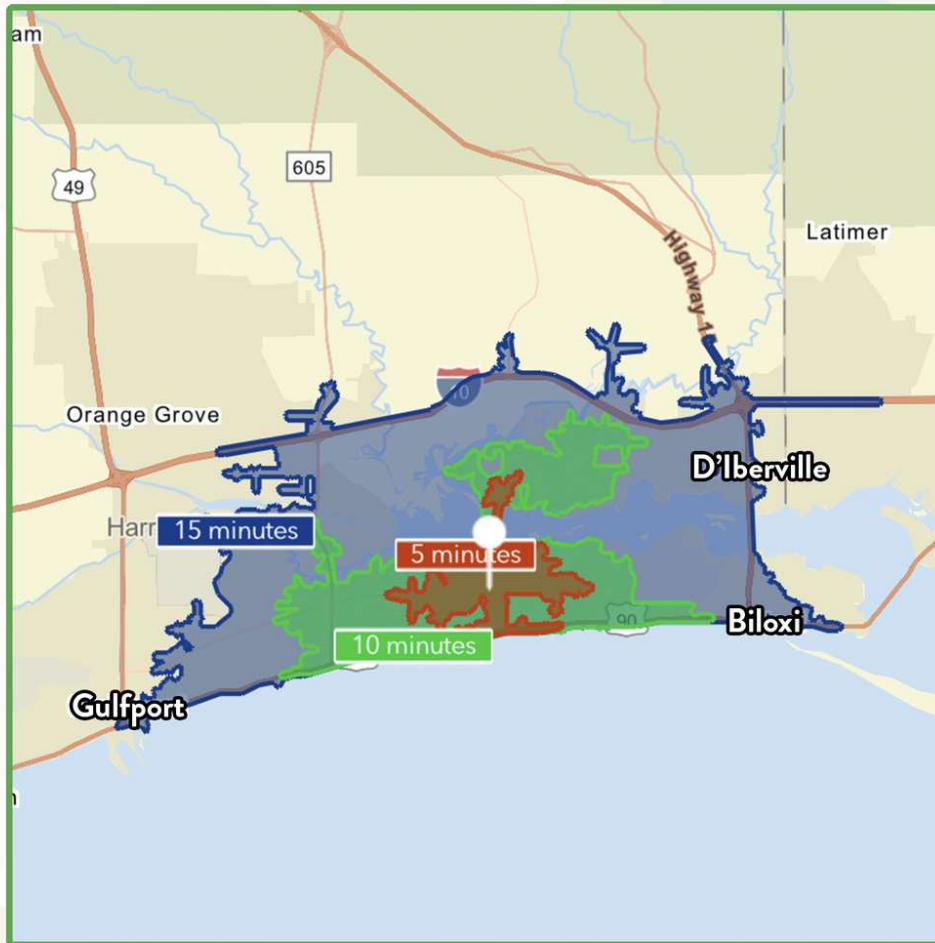 am
605
49
Latimer
Highway 1
10
Orange Grove
D'Iberville
Harr
15 minutes
5 minutes
90
Biloxi
10 minutes
Gulfport